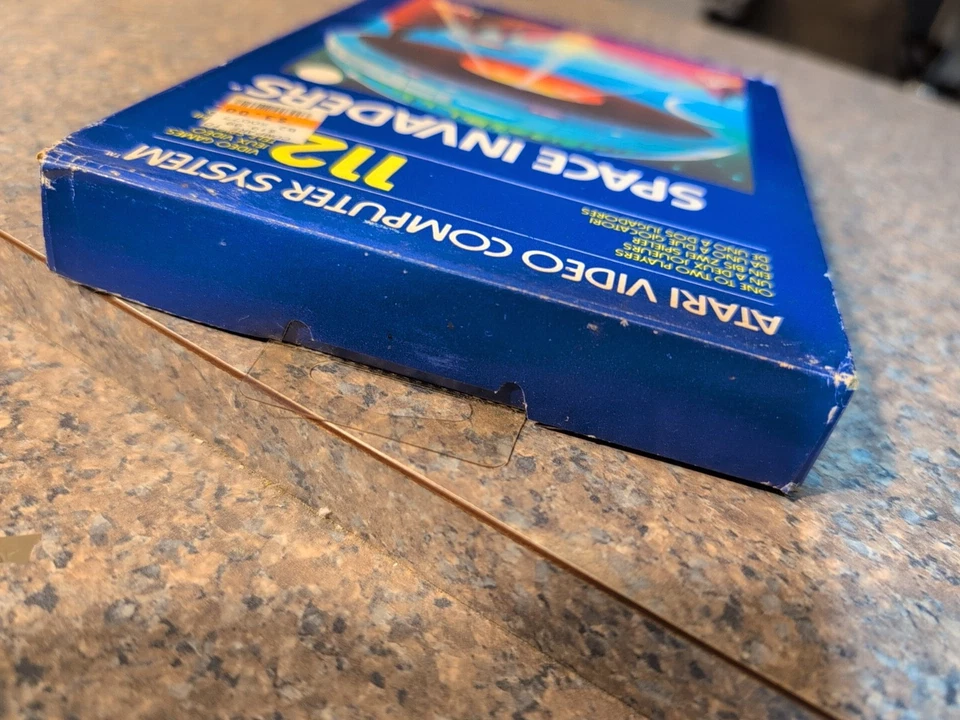 ATARI VIDEO COMPUTER SYSTEM™
ONE TO TWO PLAYERS
UN A DEUX JOUEURS
EIN BIS ZWEI SPIELER
DA UNO A DUE GIOCATORI
DE UNO A DOS JUGADORES
112
VIDEO GAMES
JEUX VIDEO
SPACE INVADERS